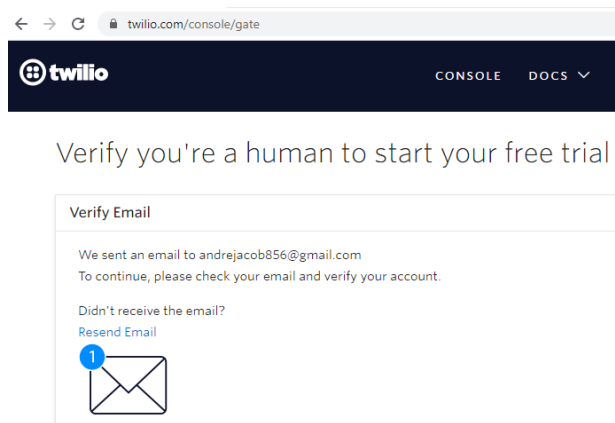 twilio.com/console/gate
twilio CONSOLE DOCS
Verify you're a human to start your free trial
Verify Email
We sent an email to andrejacob856@gmail.com
To continue, please check your email and verify your account.
Didn't receive the email?
Resend Email
1